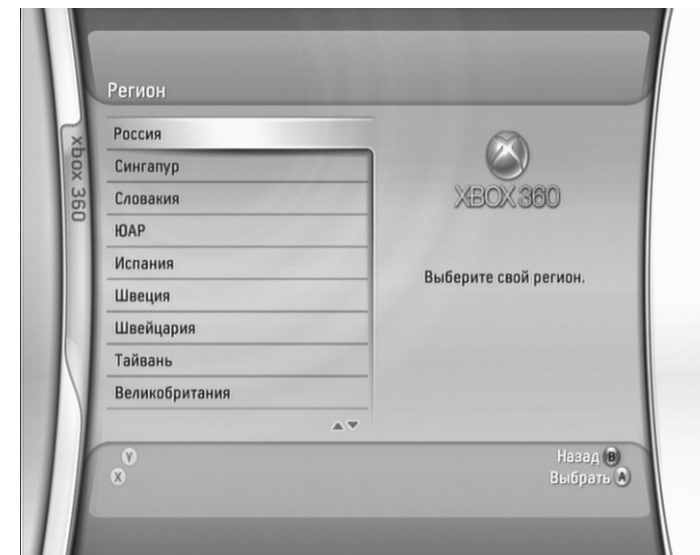 Регион
xbox 360
Россия
Сингапур
Словакия
ЮАР
Испания
Швеция
Швейцария
Тайвань
Великобритания
XBOX 360
Выберите свой регион.
Y
X
Назад B
Выбрать A